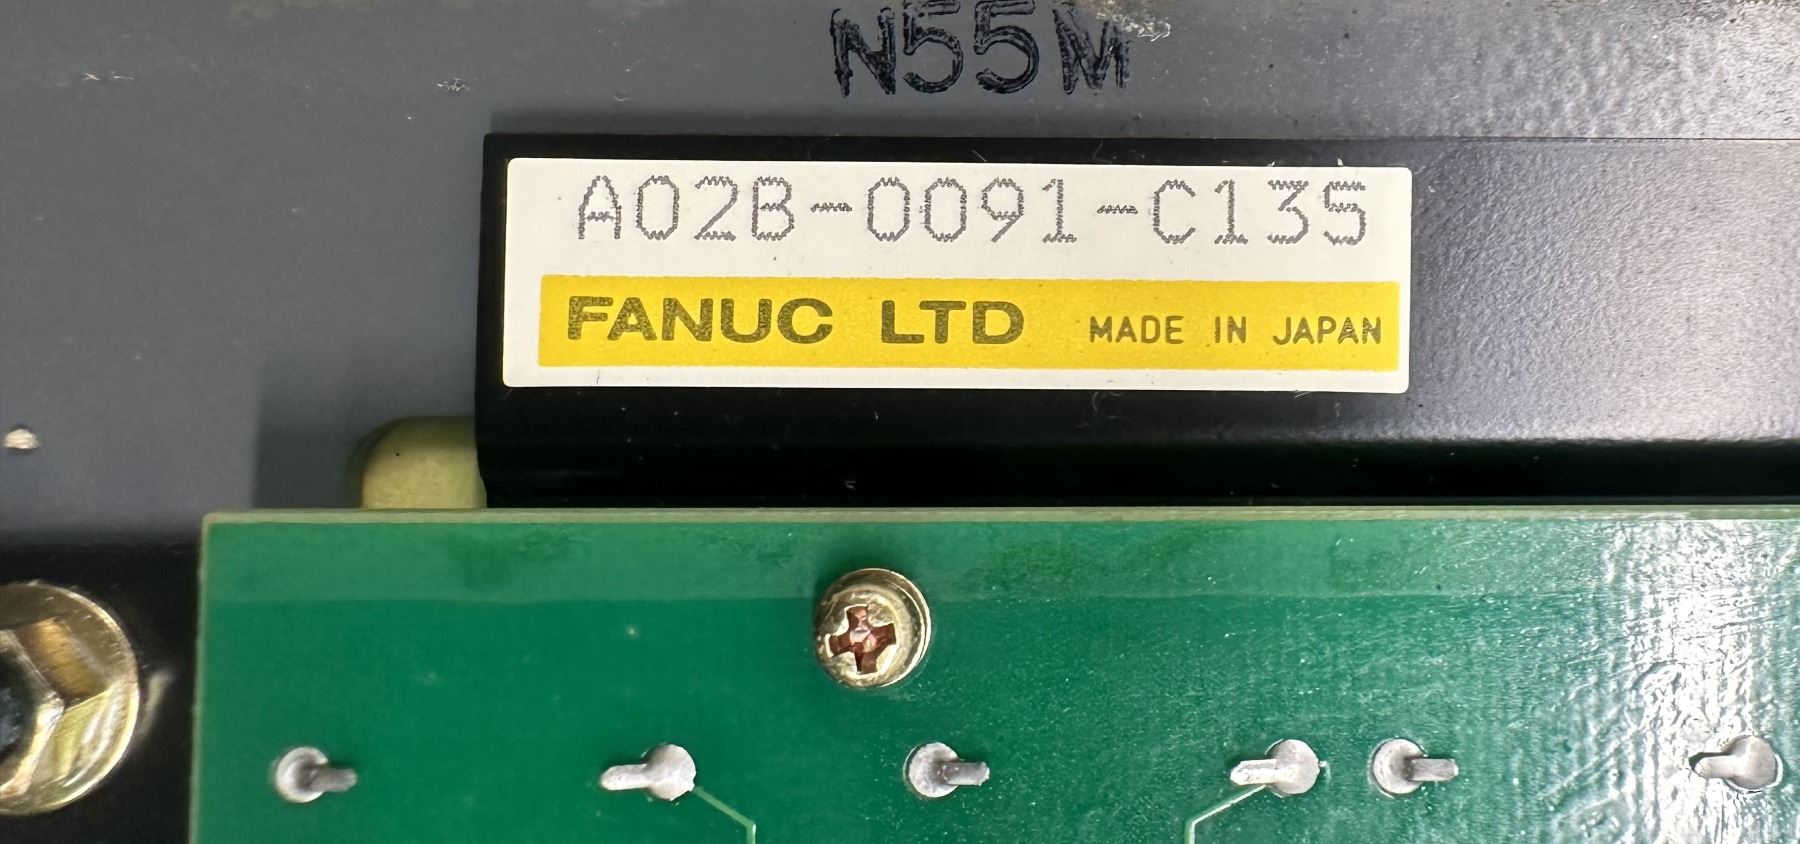 N55M
A02B-0091-C135
FANUC LTD MADE IN JAPAN